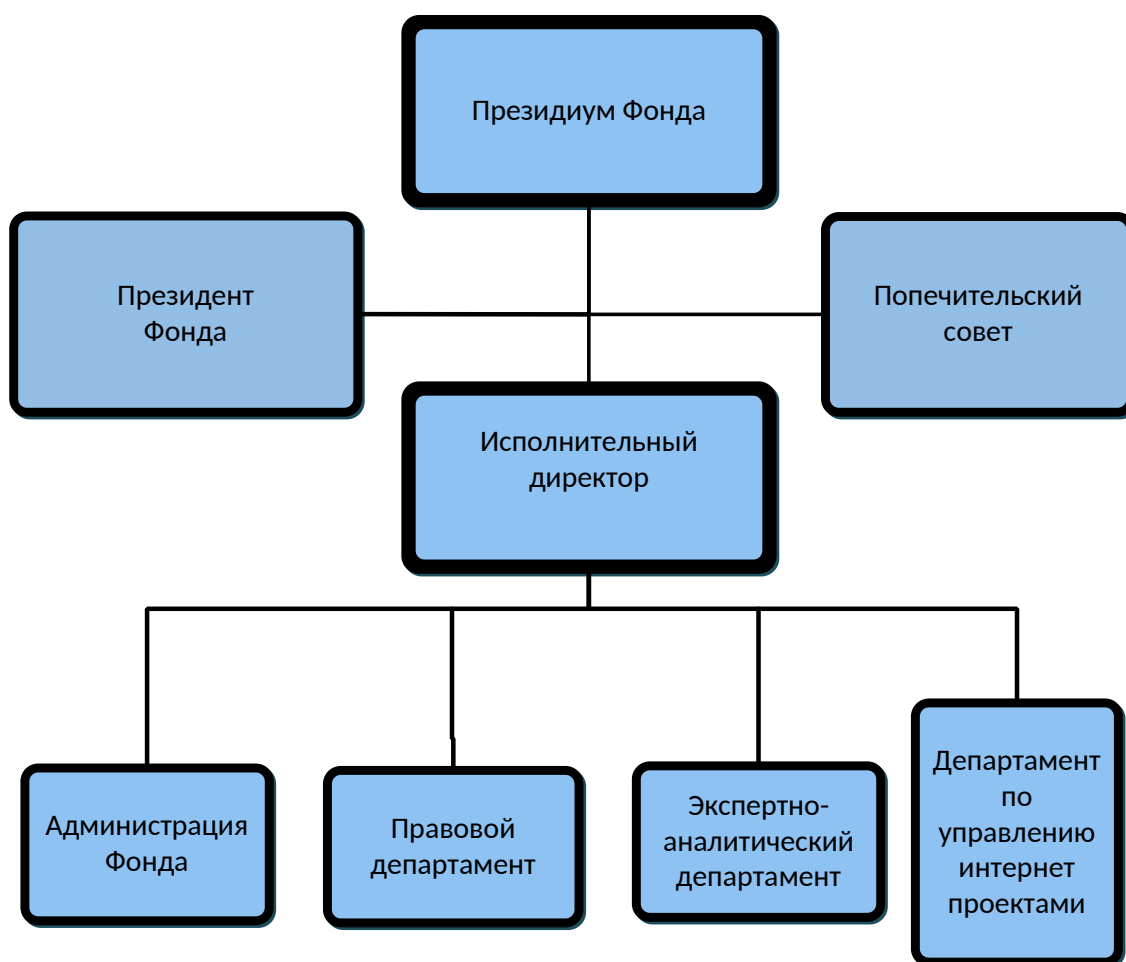 Президиум Фонда
Президент
Фонда
Попечительский
совет
Исполнительный
директор
Администрация
Фонда
Правовой
департамент
Экспертно-
аналитический
департамент
Департамент
по
управлению
интернет
проектами